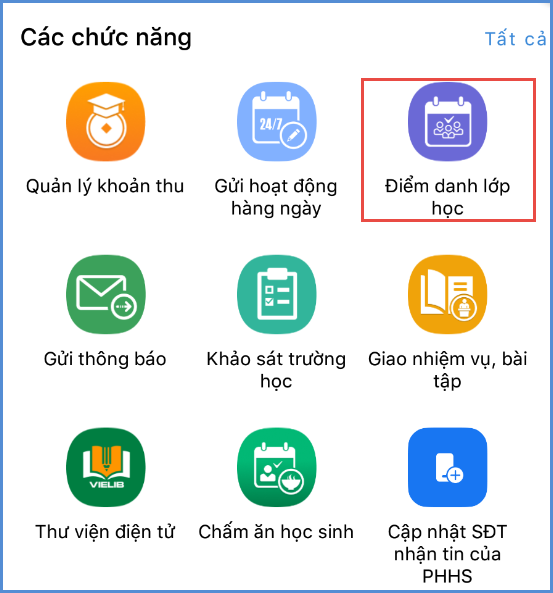 Các chức năng
Tất cả
24/7
Quản lý khoản thu
Gửi hoạt động
hàng ngày
Điểm danh lớp
học
Gửi thông báo
Khảo sát trường
học
Giao nhiệm vụ, bài
tập
VIELIB
Thư viện điện tử
Chấm ăn học sinh
Cập nhật SĐT
nhận tin của
PHHS